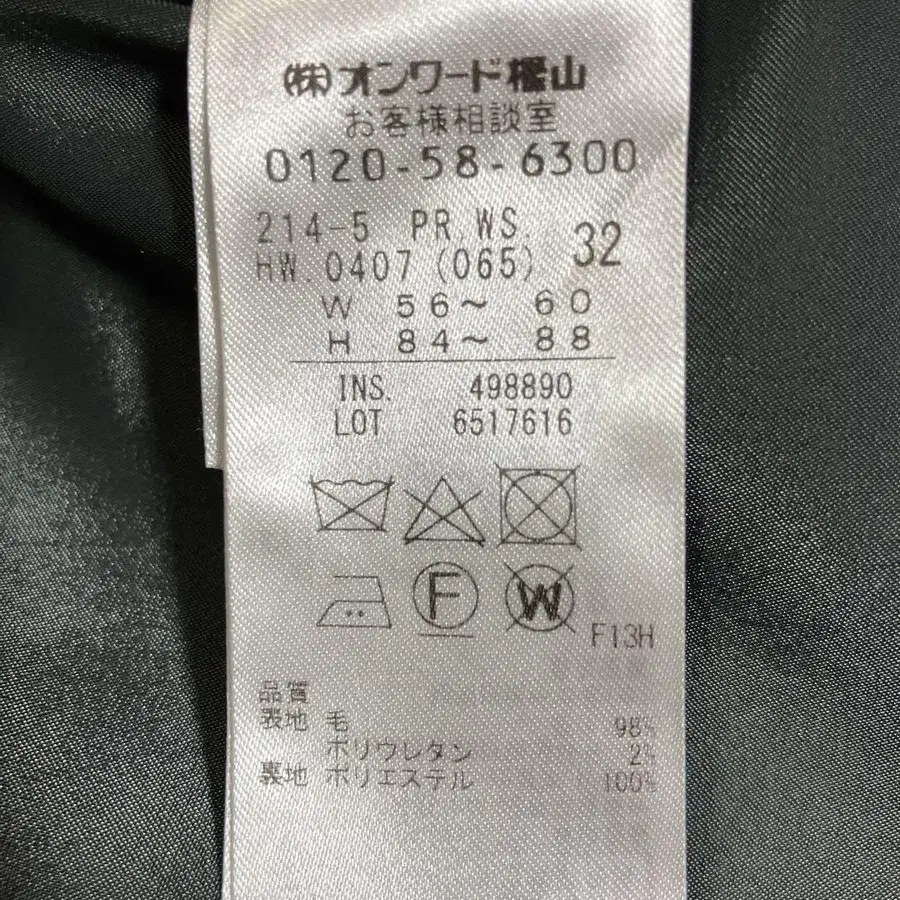 (株)オンワード樫山
お客様相談室
0120-58-6300
214-5 PR.WS. 32
HW.0407(065)
W 56~ 60
H 84~ 88
INS. 498890
LOT 6517616
F
W
F13H
品質
表地 毛 98%
ポリウレタン 2%
裏地 ポリエステル 100%